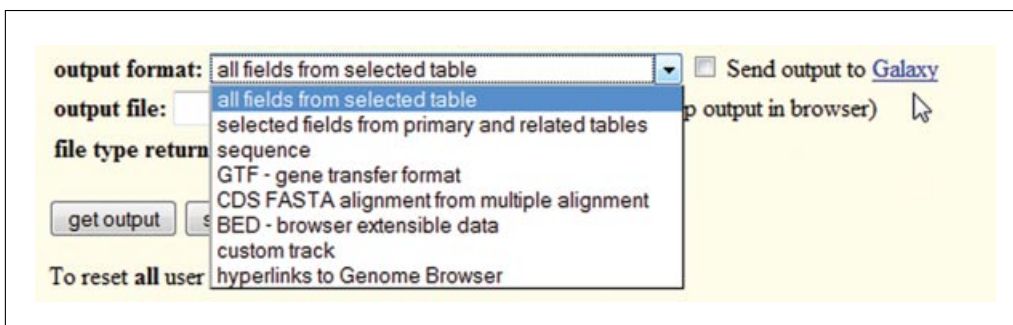 output format: all fields from selected table Send output to Galaxy
all fields from selected table
output file: p output in browser)
selected fields from primary and related tables
file type return sequence
GTF - gene transfer format
CDS FASTA alignment from multiple alignment
get output s BED - browser extensible data
custom track
To reset all user hyperlinks to Genome Browser